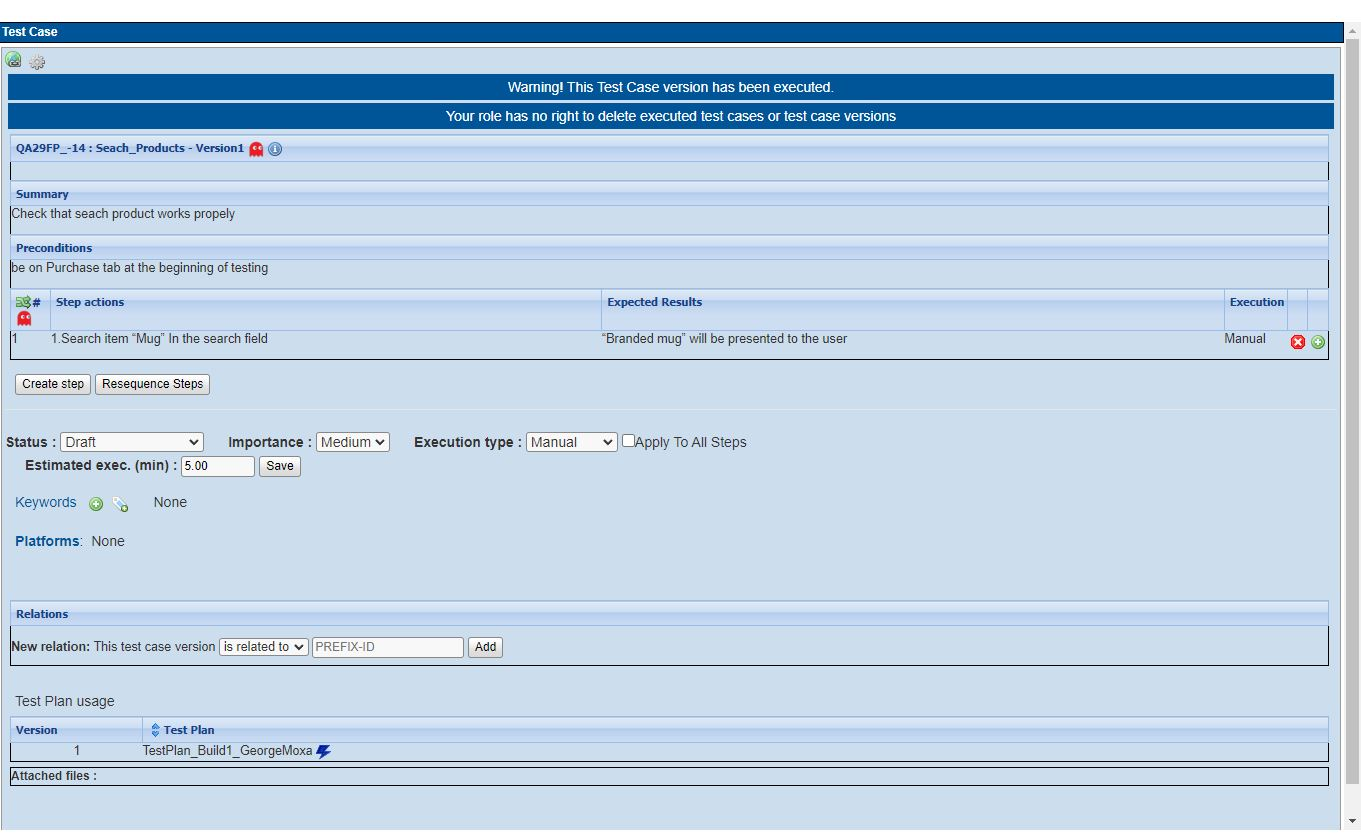 Test Case
Warning! This Test Case version has been executed.
Your role has no right to delete executed test cases or test case versions
QA29FP_-14 : Seach_Products - Version1
Summary
Check that seach product works propely
Preconditions
be on Purchase tab at the beginning of testing
# Step actions Expected Results Execution
1 1.Search item “Mug” In the search field “Branded mug” will be presented to the user Manual
Create step Resequence Steps
Status : Draft Importance : Medium Execution type : Manual Apply To All Steps
Estimated exec. (min) : 5.00 Save
Keywords None
Platforms: None
Relations
New relation: This test case version is related to PREFIX-ID Add
Test Plan usage
Version Test Plan
1 TestPlan_Build1_GeorgeMoxa
Attached files :